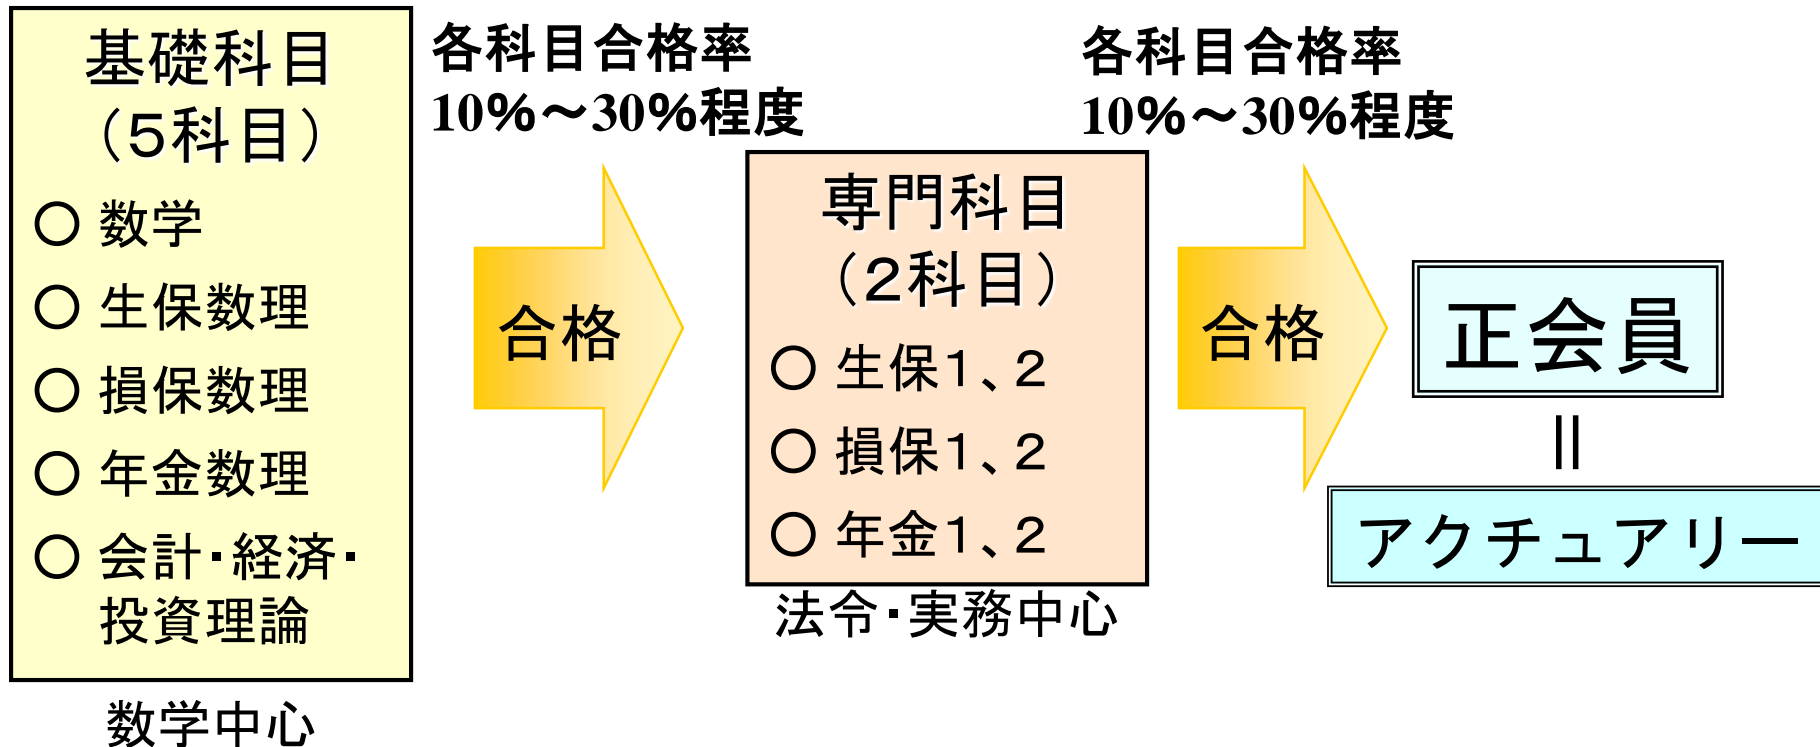 基礎科目
(5科目)
○ 数学
○ 生保数理
○ 損保数理
○ 年金数理
○ 会計・経済・
投資理論
数学中心
各科目合格率
10%～30%程度
合格
専門科目
(2科目)
○ 生保1、2
○ 損保1、2
○ 年金1、2
法令・実務中心
各科目合格率
10%～30%程度
合格
正会員
||
アクチュアリー